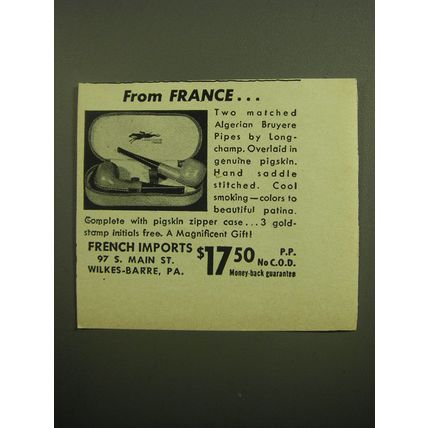 From FRANCE...
Two matched
Algerian Bruyere
Pipes by Long-
champ. Overlaid in
genuine pigskin.
Hand saddle
stitched. Cool
smoking—colors to
beautiful patina.
Complete with pigskin zipper case...3 gold-
stamp initials free. A Magnificent Gift!
FRENCH IMPORTS
97 S. MAIN ST.
WILKES-BARRE, PA.
$17.50
P.P.
No C.O.D.
Money-back guarantee